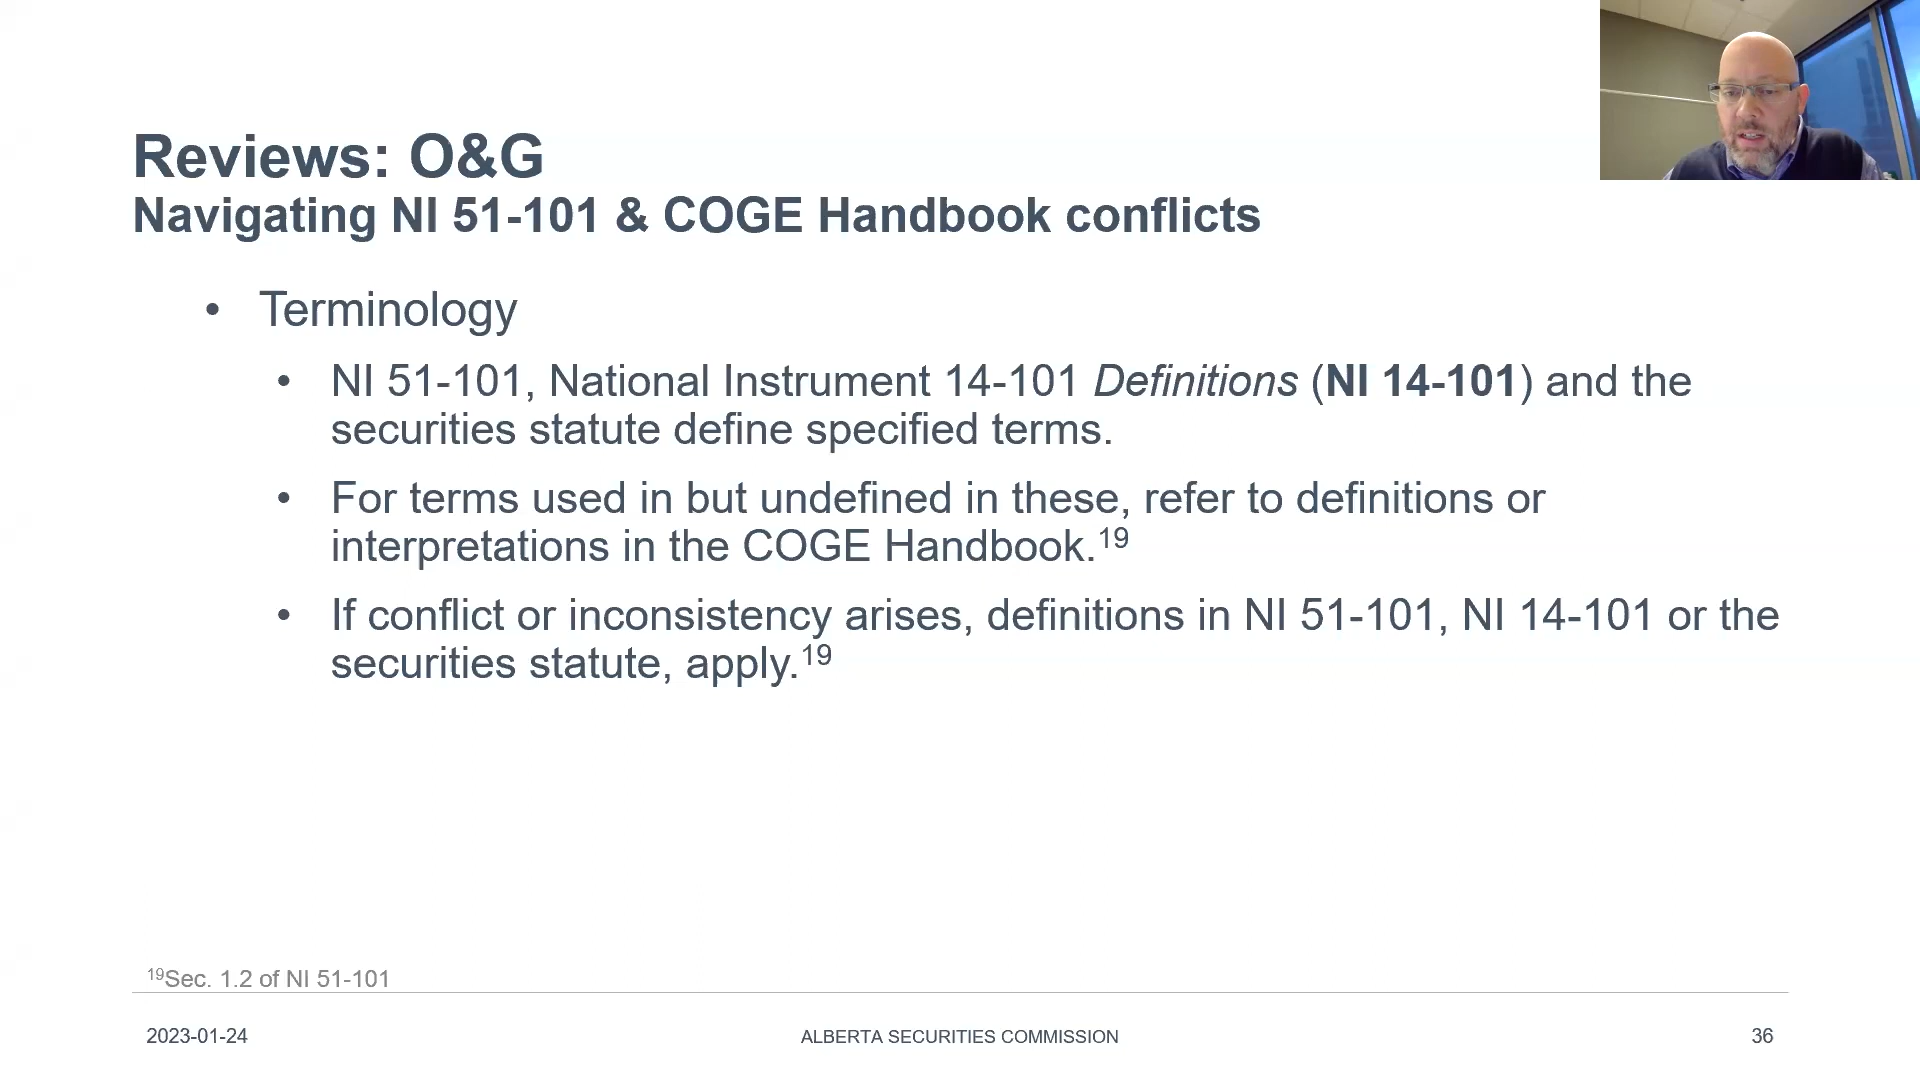 Reviews: O&G
Navigating NI 51-101 & COGE Handbook conflicts
• Terminology
• NI 51-101, National Instrument 14-101 Definitions (NI 14-101) and the
securities statute define specified terms.
• For terms used in but undefined in these, refer to definitions or
interpretations in the COGE Handbook.19
• If conflict or inconsistency arises, definitions in NI 51-101, NI 14-101 or the
securities statute, apply.19
19Sec. 1.2 of NI 51-101
2023-01-24
ALBERTA SECURITIES COMMISSION
36